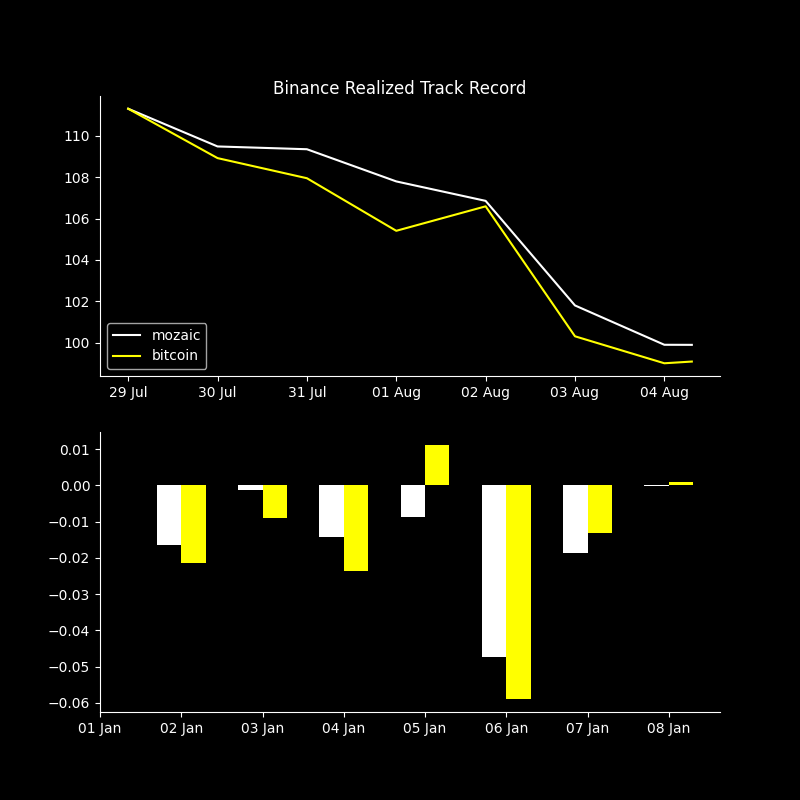 Binance Realized Track Record
110
108
106
104
102
100
mozaic
bitcoin
29 Jul 30 Jul 31 Jul 01 Aug 02 Aug 03 Aug 04 Aug
0.01
0.00
−0.01
−0.02
−0.03
−0.04
−0.05
−0.06
01 Jan 02 Jan 03 Jan 04 Jan 05 Jan 06 Jan 07 Jan 08 Jan